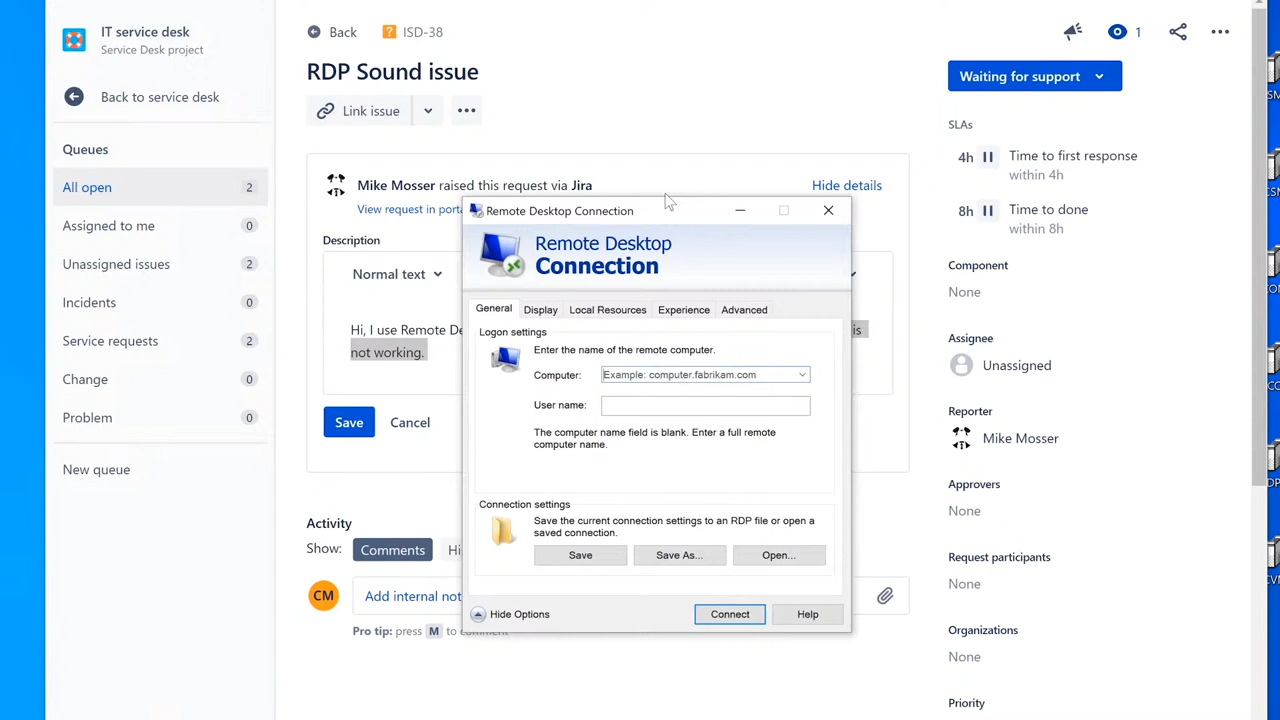 IT service desk
Service Desk project
Back to service desk
Queues
All open 2
Assigned to me 0
Unassigned issues 2
Incidents 0
Service requests 2
Change 0
Problem 0
New queue
Back
ISD-38
1
RDP Sound issue
Link issue
Mike Mosser raised this request via Jira
Hide details
View request in porta
Description
Normal text
Hi, I use Remote De
is
not working.
Save
Cancel
Activity
Show:
Comments
Hi
CM
Add internal not
Pro tip: press M to comment
Remote Desktop Connection
Remote Desktop
Connection
General
Display
Local Resources
Experience
Advanced
Logon settings
Enter the name of the remote computer.
Computer:
Example: computer.fabrikam.com
User name:
The computer name field is blank. Enter a full remote
computer name.
Connection settings
Save the current connection settings to an RDP file or open a
saved connection.
Save
Save As...
Open...
Hide Options
Connect
Help
Waiting for support
SLAs
4h
Time to first response
within 4h
8h
Time to done
within 8h
Component
None
Assignee
Unassigned
Reporter
Mike Mosser
Approvers
None
Request participants
None
Organizations
None
Priority